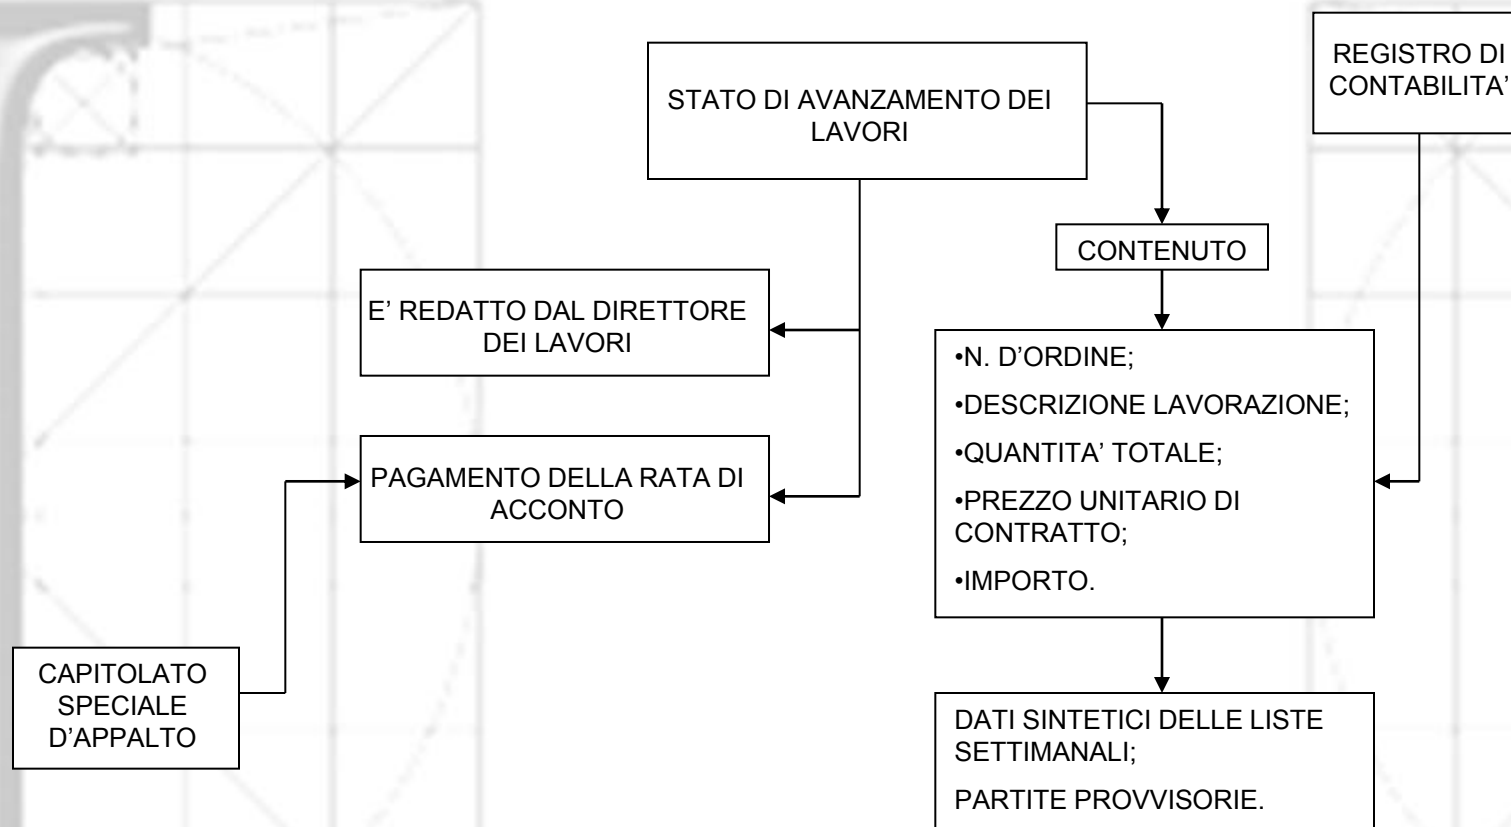 REGISTRO DI
CONTABILITA’
STATO DI AVANZAMENTO DEI
LAVORI
CONTENUTO
E’ REDATTO DAL DIRETTORE
DEI LAVORI
•N. D’ORDINE;
•DESCRIZIONE LAVORAZIONE;
•QUANTITA’ TOTALE;
•PREZZO UNITARIO DI
CONTRATTO;
•IMPORTO.
PAGAMENTO DELLA RATA DI
ACCONTO
CAPITOLATO
SPECIALE
D’APPALTO
DATI SINTETICI DELLE LISTE
SETTIMANALI;
PARTITE PROVVISORIE.